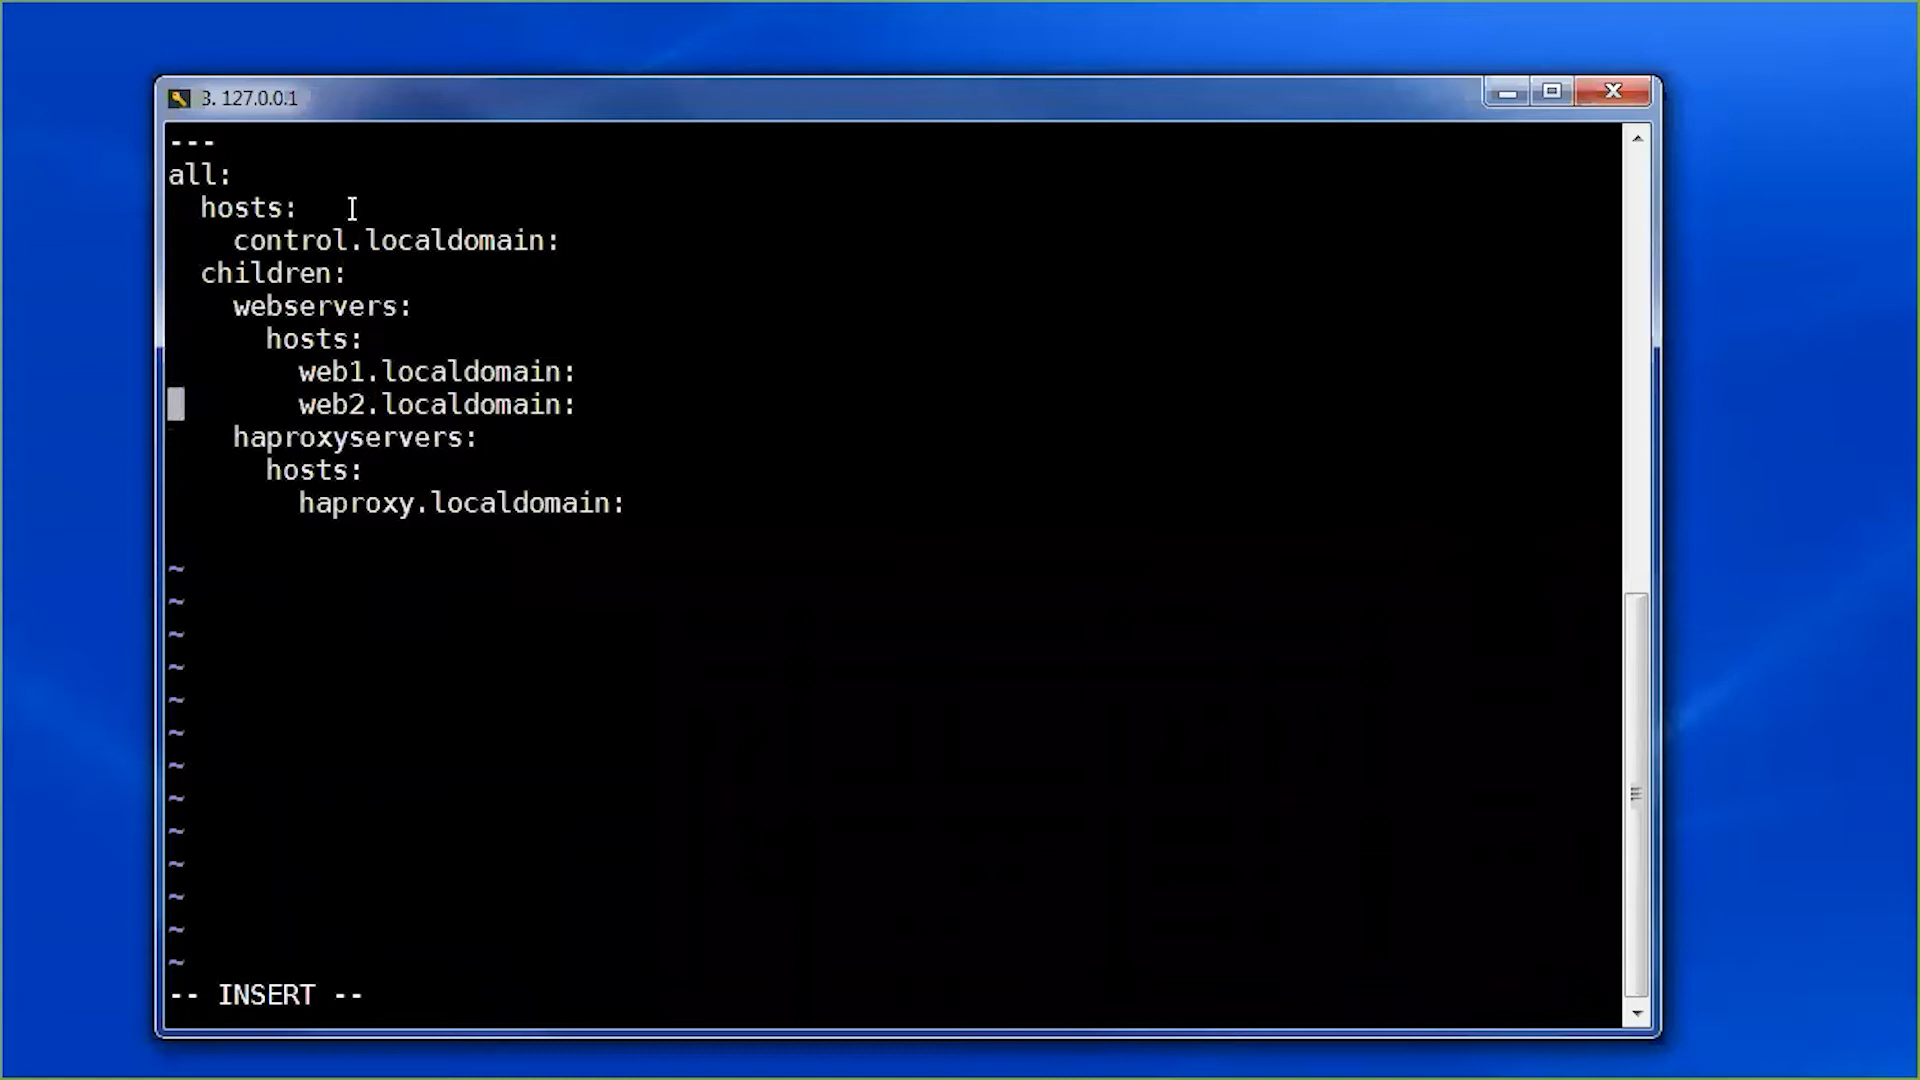 3. 127.0.0.1
---
all:
  hosts:
    control.localdomain:
  children:
    webservers:
      hosts:
        web1.localdomain:
        web2.localdomain:
    haproxyservers:
      hosts:
        haproxy.localdomain:
~
~
~
~
~
~
~
~
~
~
~
~
~
-- INSERT --